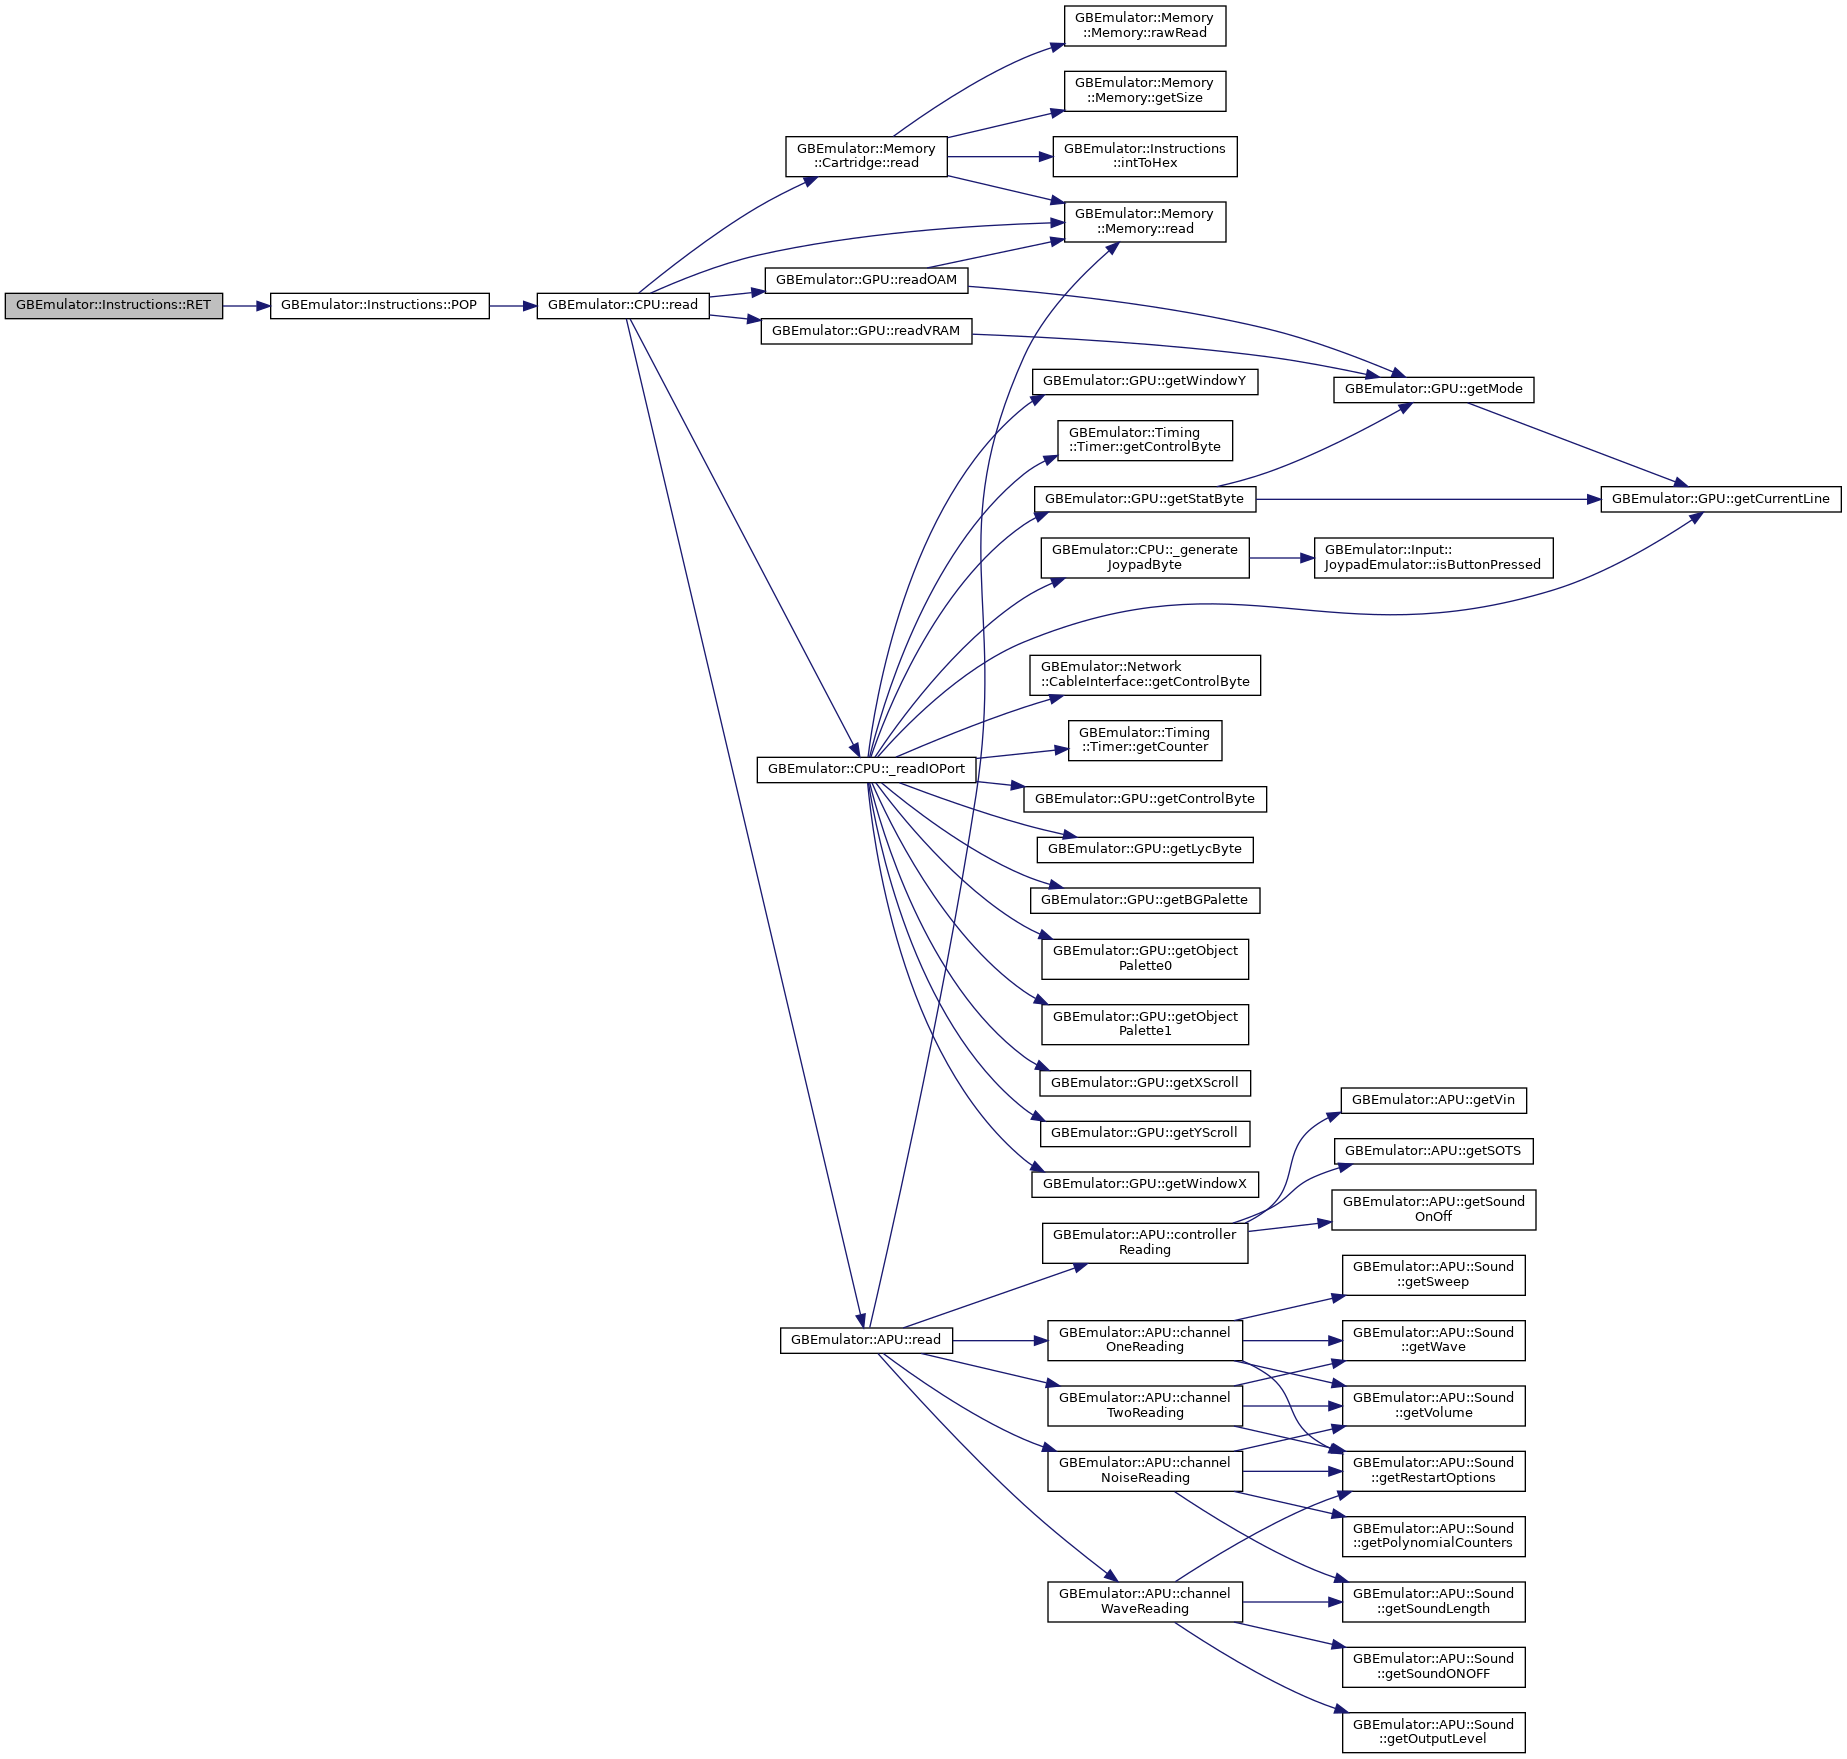 GBEmulator::Memory
::Memory::rawRead
GBEmulator::Memory
::Memory::getSize
GBEmulator::Memory
::Cartridge::read
GBEmulator::Instructions
::intToHex
GBEmulator::Memory
::Memory::read
GBEmulator::Instructions::RET
GBEmulator::Instructions::POP
GBEmulator::CPU::read
GBEmulator::GPU::readOAM
GBEmulator::GPU::readVRAM
GBEmulator::GPU::getWindowY
GBEmulator::GPU::getMode
GBEmulator::Timing
::Timer::getControlByte
GBEmulator::GPU::getStatByte
GBEmulator::GPU::getCurrentLine
GBEmulator::CPU::_generate
JoypadByte
GBEmulator::Input::
JoypadEmulator::isButtonPressed
GBEmulator::Network
::CableInterface::getControlByte
GBEmulator::Timing
::Timer::getCounter
GBEmulator::CPU::_readIOPort
GBEmulator::GPU::getControlByte
GBEmulator::GPU::getLycByte
GBEmulator::GPU::getBGPalette
GBEmulator::GPU::getObject
Palette0
GBEmulator::GPU::getObject
Palette1
GBEmulator::GPU::getXScroll
GBEmulator::GPU::getYScroll
GBEmulator::GPU::getWindowX
GBEmulator::APU::getVin
GBEmulator::APU::getSOTS
GBEmulator::APU::getSound
OnOff
GBEmulator::APU::controller
Reading
GBEmulator::APU::Sound
::getSweep
GBEmulator::APU::read
GBEmulator::APU::channel
OneReading
GBEmulator::APU::Sound
::getWave
GBEmulator::APU::channel
TwoReading
GBEmulator::APU::Sound
::getVolume
GBEmulator::APU::channel
NoiseReading
GBEmulator::APU::Sound
::getRestartOptions
GBEmulator::APU::Sound
::getPolynomialCounters
GBEmulator::APU::channel
WaveReading
GBEmulator::APU::Sound
::getSoundLength
GBEmulator::APU::Sound
::getSoundONOFF
GBEmulator::APU::Sound
::getOutputLevel